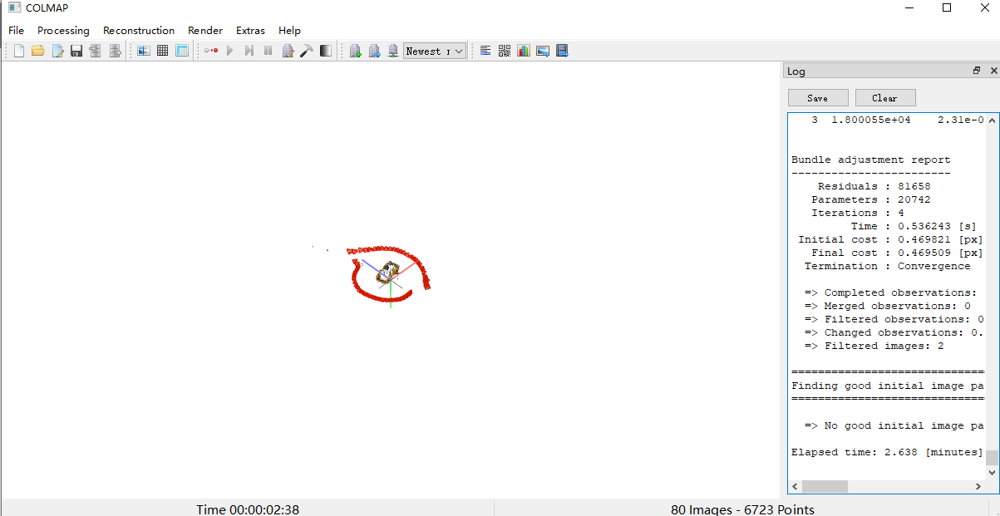 COLMAP
File Processing Reconstruction Render Extras Help
Newest
Log
Save Clear
3 1.800055e+04 2.31e-0
Bundle adjustment report
------------------------
Residuals : 81658
Parameters : 20742
Iterations : 4
Time : 0.536243 [s]
Initial cost : 0.469821 [px]
Final cost : 0.469509 [px]
Termination : Convergence
=> Completed observations:
=> Merged observations: 0
=> Filtered observations: 0
=> Changed observations: 0.
=> Filtered images: 2
==============================
Finding good initial image pa
==============================
=> No good initial image pa
Elapsed time: 2.638 [minutes]
Time 00:00:02:38
80 Images - 6723 Points